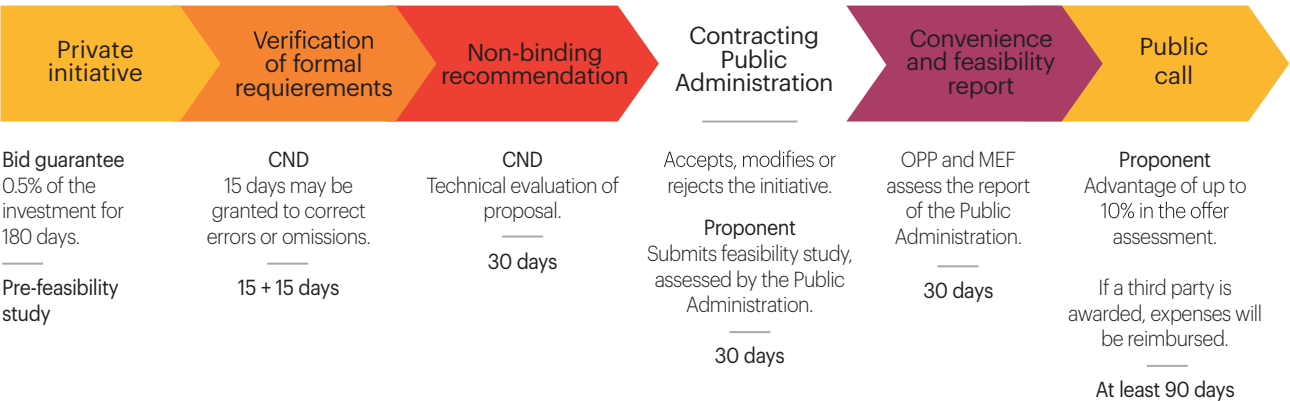 Private
initiative
Verification
of formal
requierements
Non-binding
recommendation
Contracting
Public
Administration
Convenience
and feasibility
report
Public
call
Bid guarantee
0.5% of the
investment for
180 days.
Pre-feasibility
study
CND
15 days may be
granted to correct
errors or omissions.
15 + 15 days
CND
Technical evaluation of
proposal.
30 days
Accepts, modifies or
rejects the initiative.
Proponent
Submits feasibility study,
assessed by the Public
Administration.
30 days
OPP and MEF
assess the report
of the Public
Administration.
30 days
Proponent
Advantage of up to
10% in the offer
assessment.
If a third party is
awarded, expenses will
be reimbursed.
At least 90 days